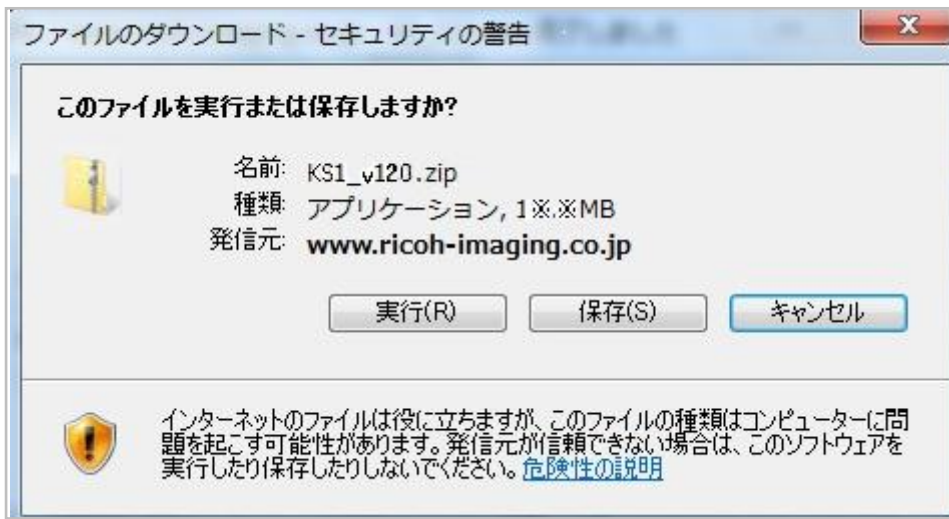 ファイルのダウンロード - セキュリティの警告
このファイルを実行または保存しますか?
名前: KS1_v120.zip
種類: アプリケーション, 1※.※MB
発信元: www.ricoh-imaging.co.jp
実行(R) 保存(S) キャンセル
インターネットのファイルは役に立ちますが、このファイルの種類はコンピューターに問
題を起こす可能性があります。発信元が信頼できない場合は、このソフトウェアを
実行したり保存したりしないでください。危険性の説明